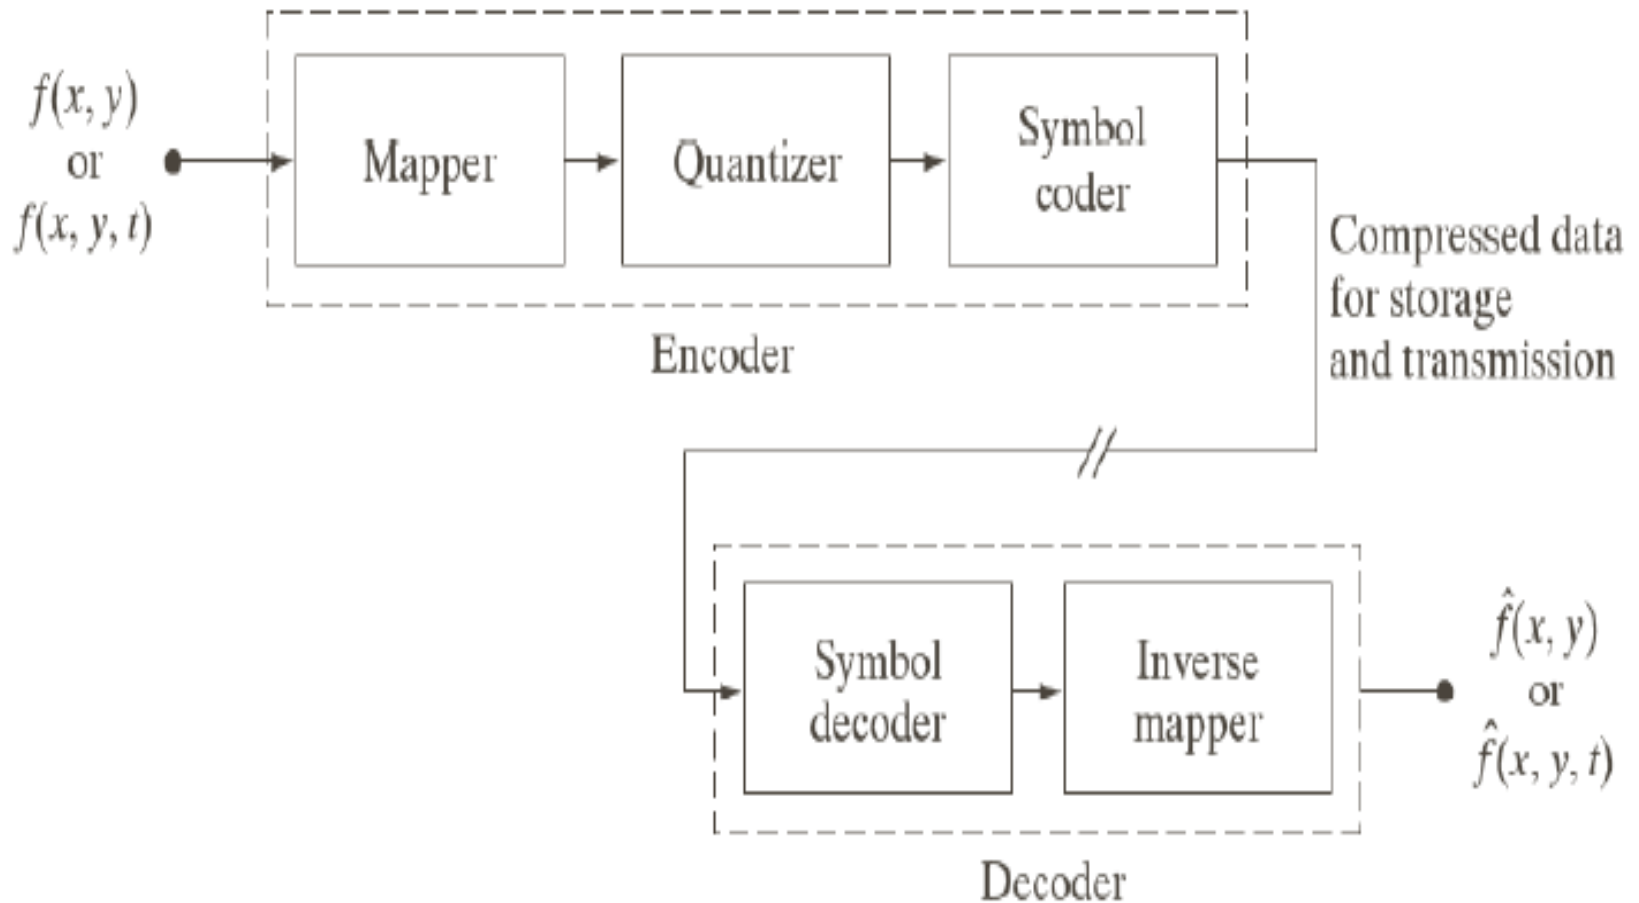 f(x, y)
or
f(x, y, t)
Mapper
Quantizer
Symbol
coder
Encoder
Compressed data
for storage
and transmission
Symbol
decoder
Inverse
mapper
Decoder
f̂(x, y)
or
f̂(x, y, t)